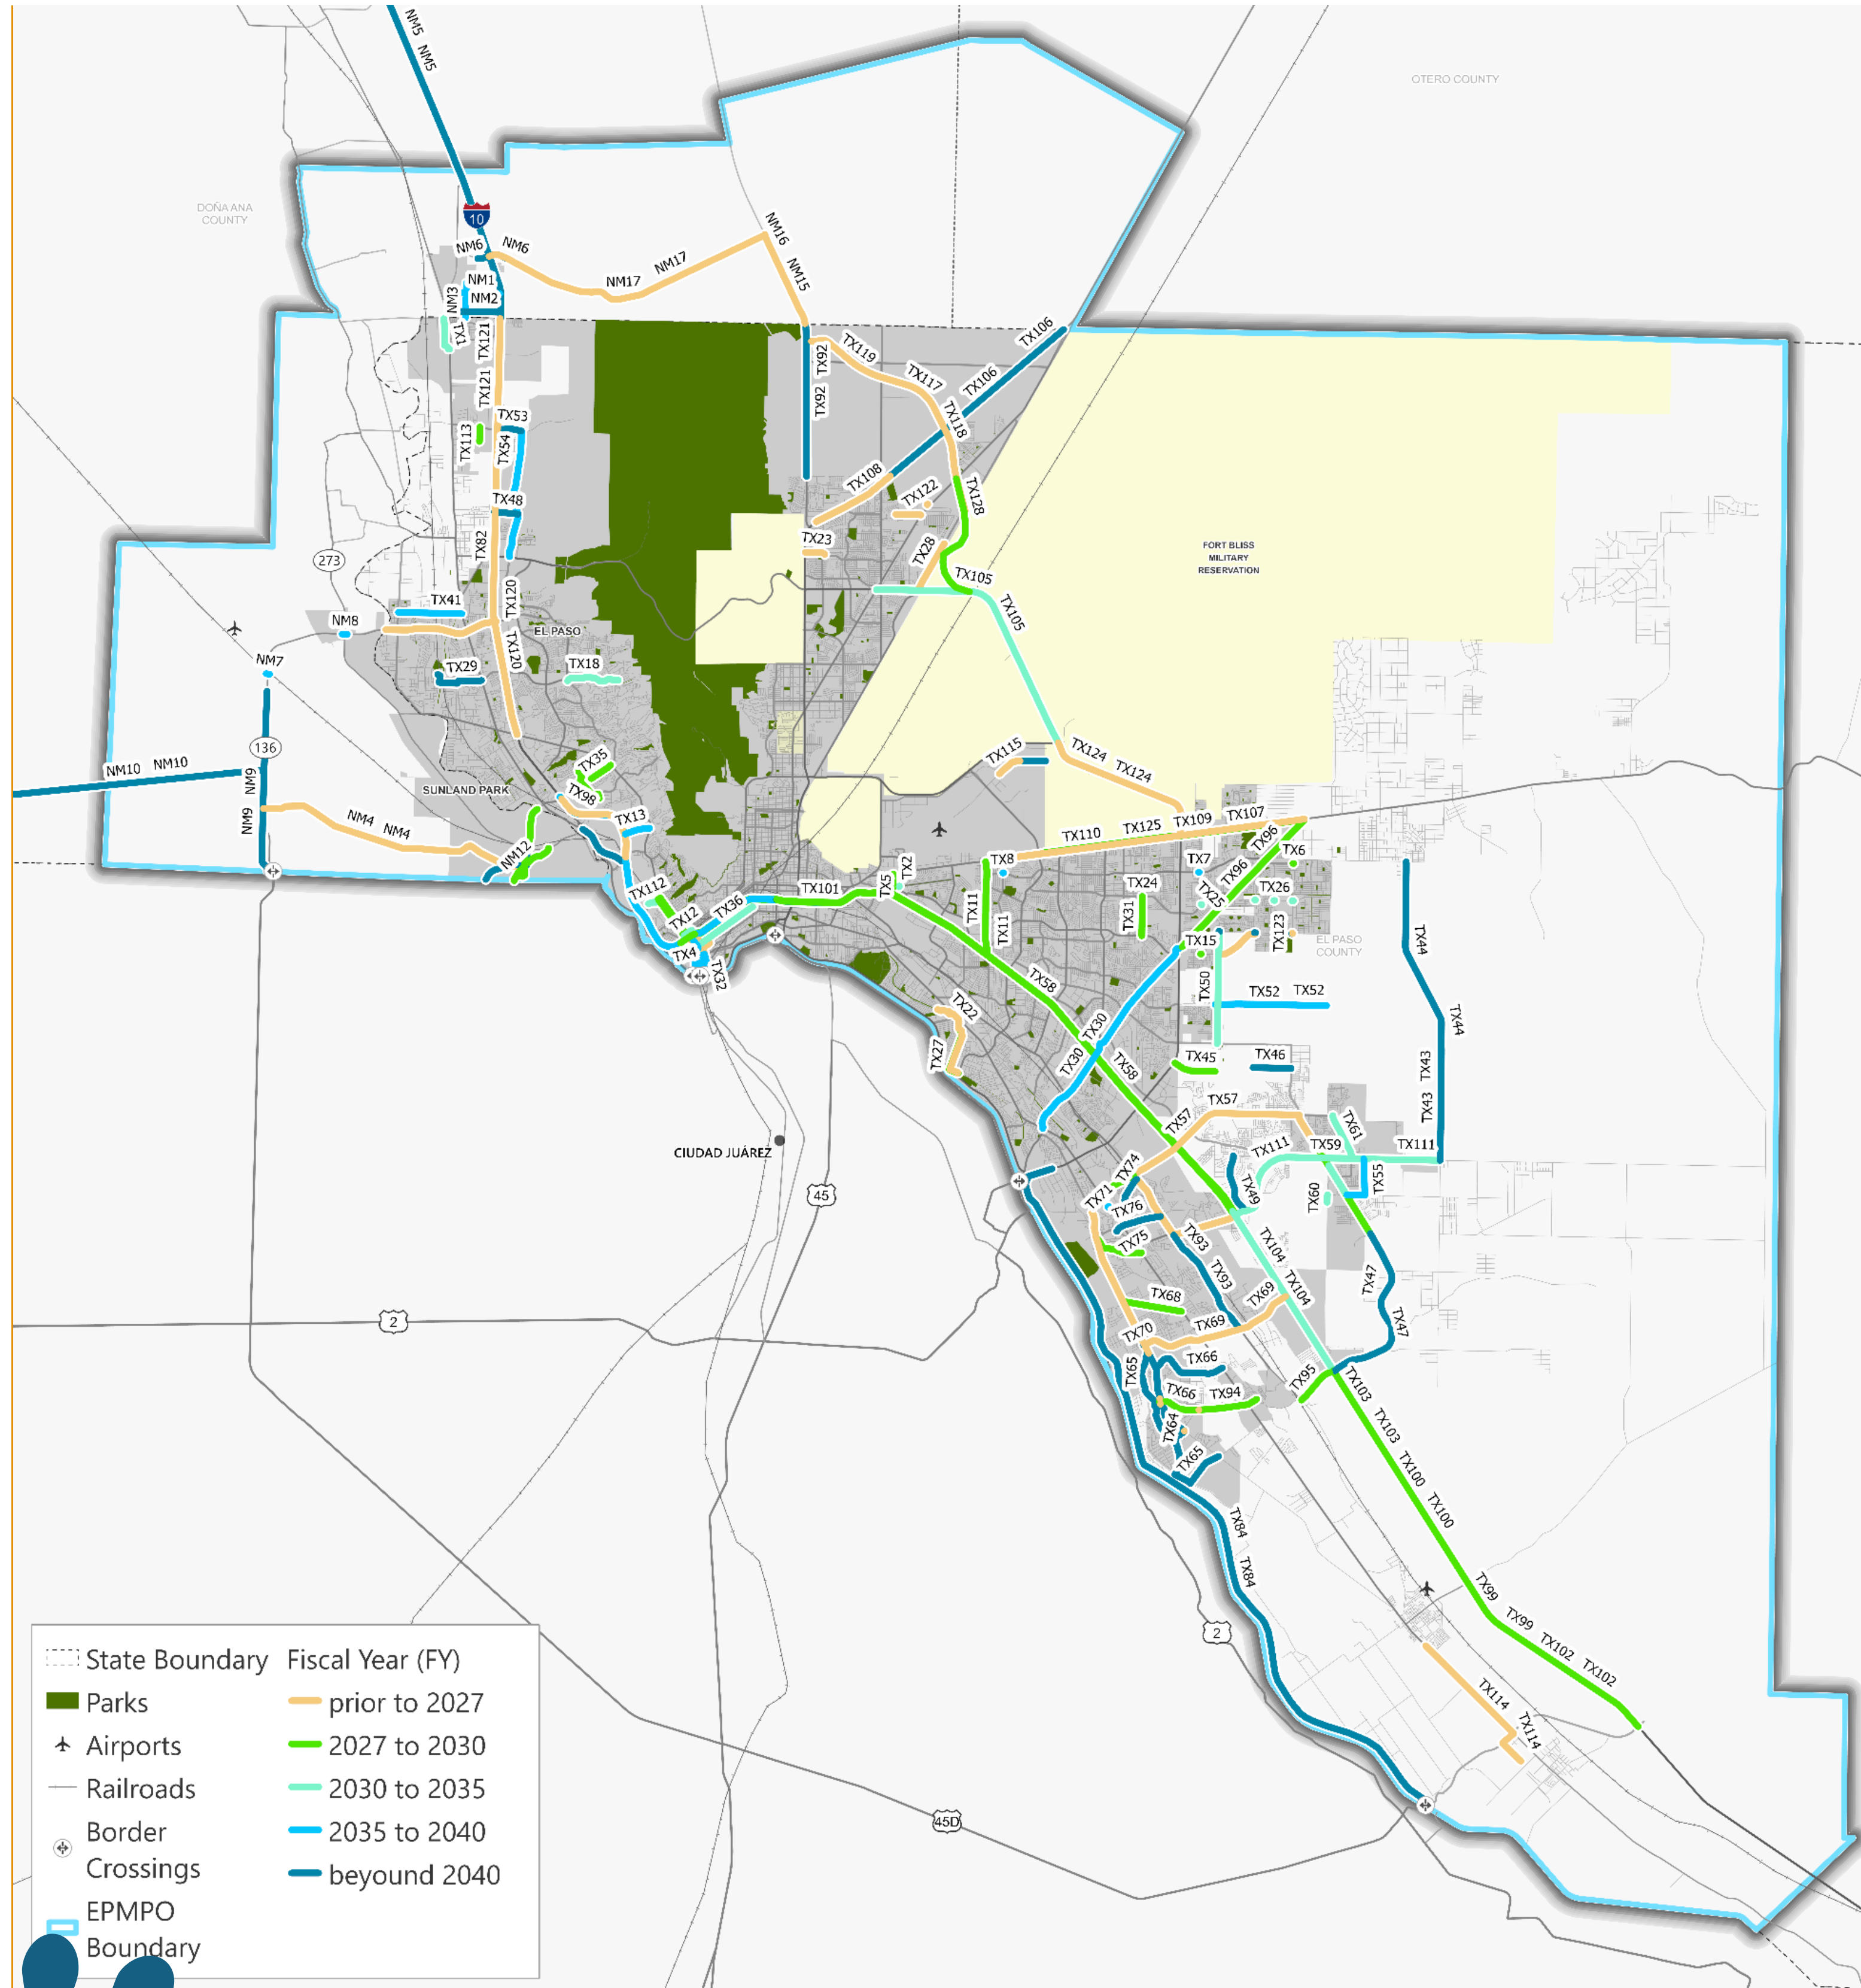 NM5 NM5
OTERO COUNTY
DOÑA ANA
COUNTY
10
NM16
NM6
NM6
NM17
NM17
NM15
NM1
NM2
NM3
TX1
TX121
TX121
TX92
TX92
TX119
TX117
TX106
TX106
TX118
TX53
TX54
TX113
TX108
TX122
TX128
TX48
TX82
TX23
TX28
FORT BLISS
MILITARY
RESERVATION
273
TX105
TX105
TX41
TX120
NM8
EL PASO
TX120
NM7
TX29
TX18
136
NM10 NM10
NM9
NM9
TX35
TX115
TX124
TX124
SUNLAND PARK
TX98
TX13
NM4 NM4
NM12
TX110
TX125
TX109
TX107
TX96
TX96
TX6
TX8
TX7
TX2
TX5
TX101
TX112
TX12
TX36
TX11
TX11
TX24
TX31
TX25
TX26
TX4
TX32
TX15
TX123
EL PASO
COUNTY
TX44
TX44
TX58
TX50
TX52
TX52
TX22
TX27
TX30
TX30
TX58
TX45
TX46
TX43
TX43
TX57
TX57
TX61
CIUDAD JUÁREZ
TX111
TX59
TX111
TX74
TX71
TX49
TX60
TX55
45
TX76
TX75
TX93
TX93
TX104
TX104
TX47
TX47
TX68
TX69
TX69
2
TX70
TX65
TX66
TX66
TX94
TX95
TX103
TX103
TX64
TX65
TX100
TX100
TX84
TX84
TX99
TX99
2
TX102
TX102
TX114
TX114
45D
State Boundary
Parks
Airports
Railroads
Border
Crossings
EPMPO
Boundary
Fiscal Year (FY)
prior to 2027
2027 to 2030
2030 to 2035
2035 to 2040
beyound 2040